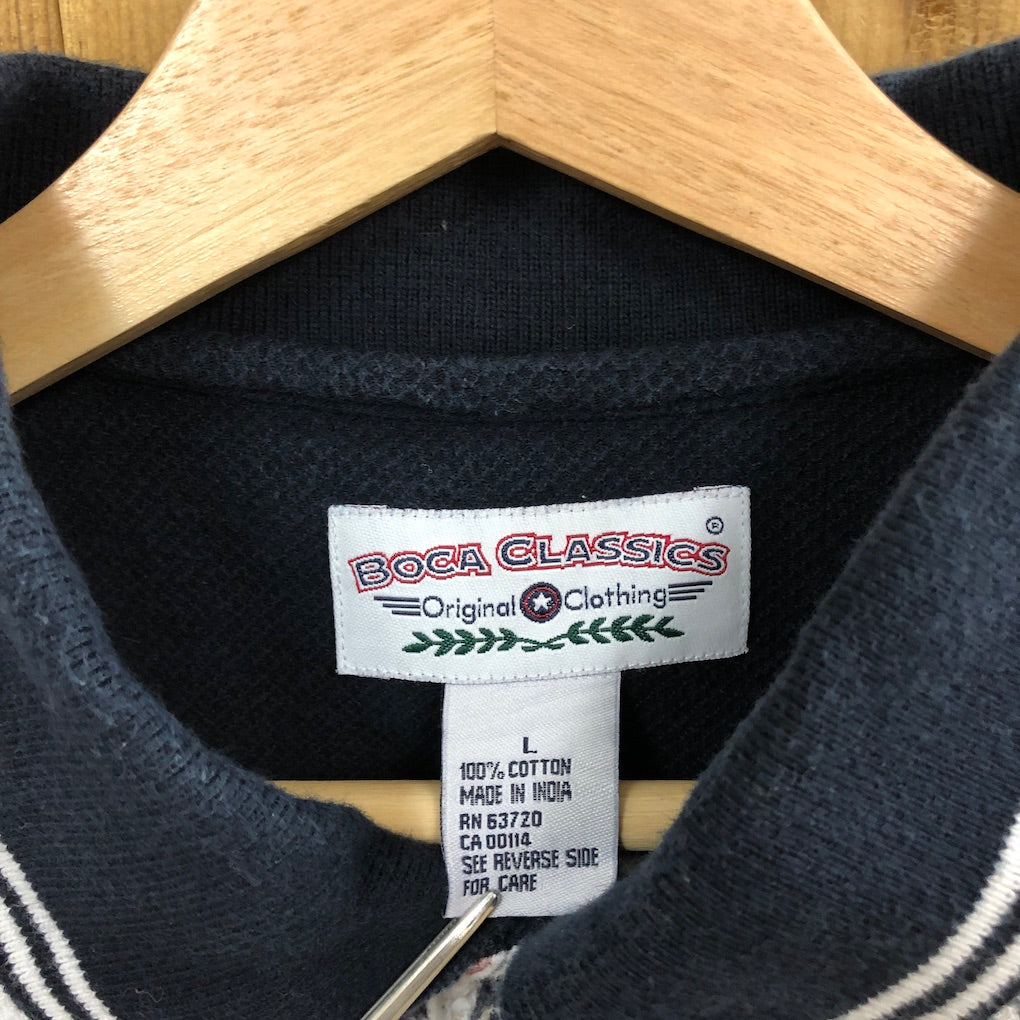 BOCA CLASSICS ®
Original Clothing
L
100% COTTON
MADE IN INDIA
RN 63720
CA 00114
SEE REVERSE SIDE
FOR CARE